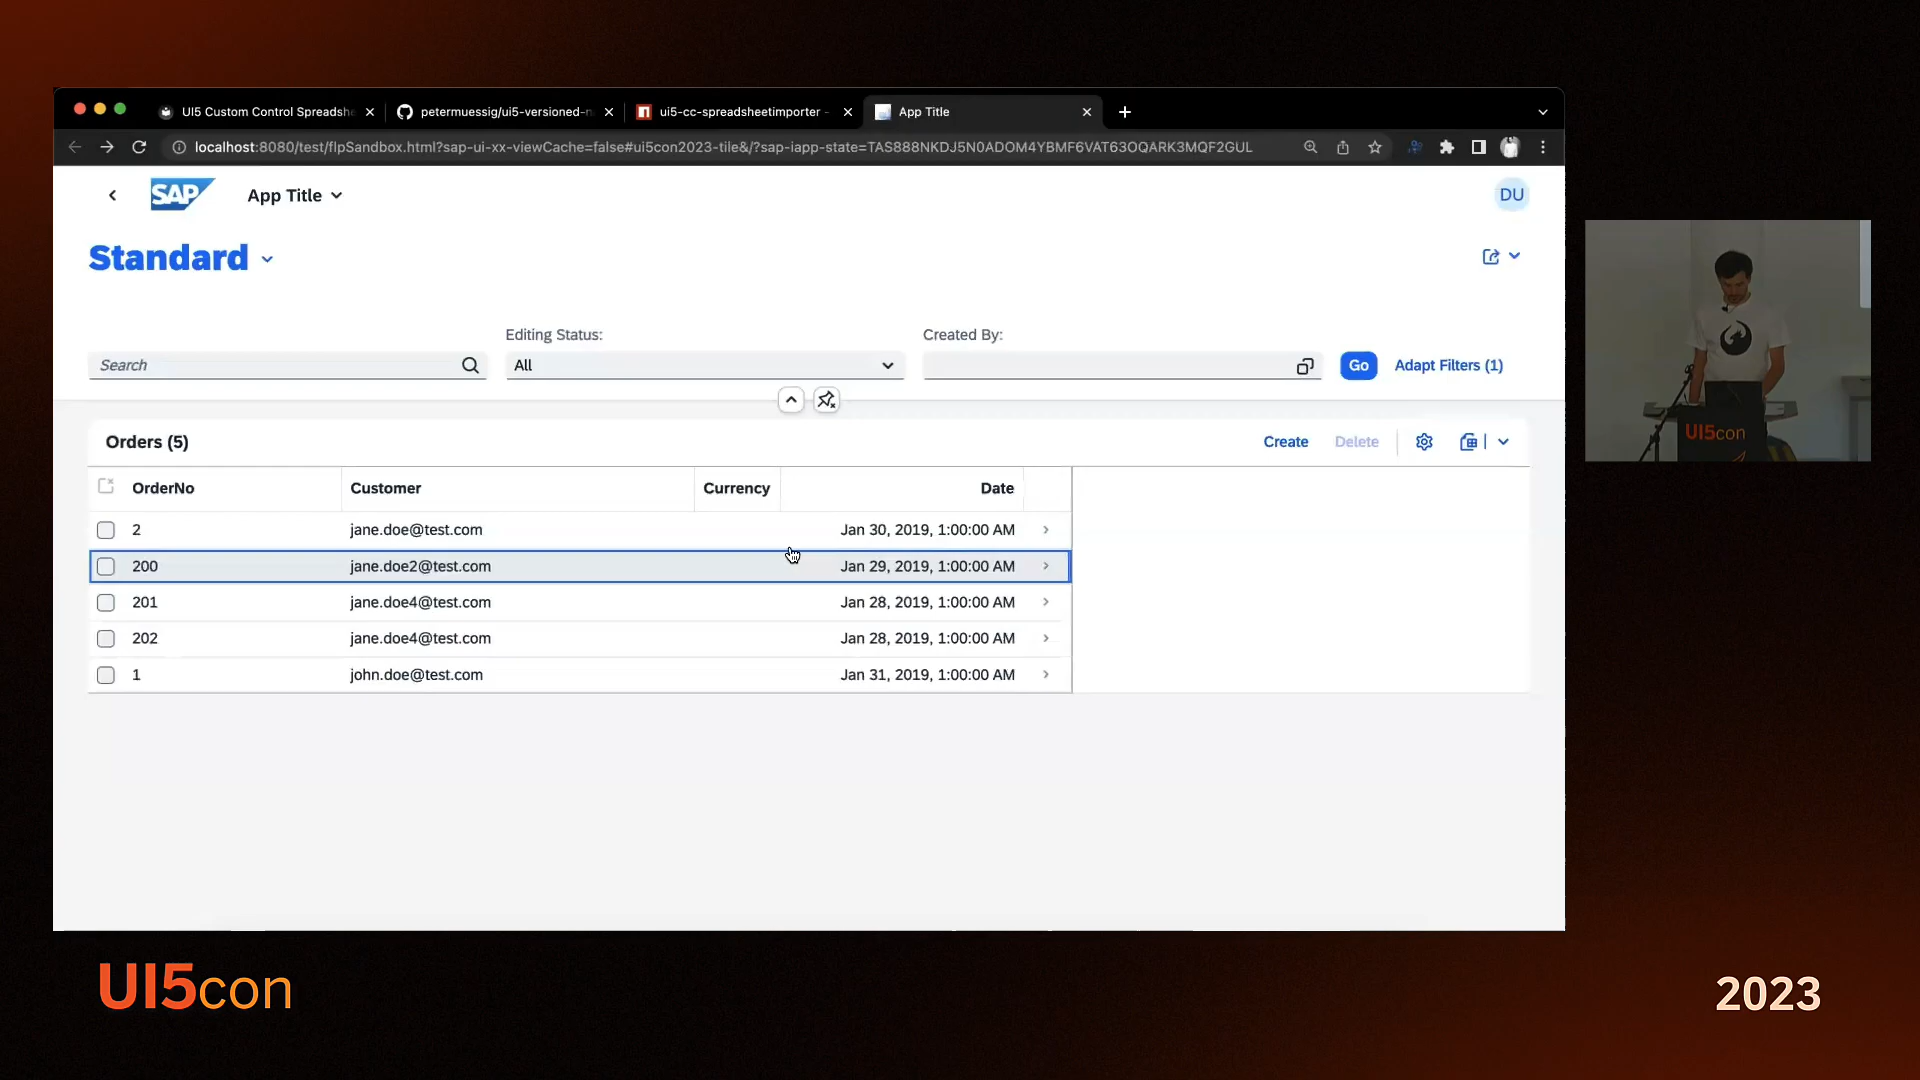 UI5 Custom Control Spreadshe
petermuessig/ui5-versioned-n
ui5-cc-spreadsheetimporter -
App Title
localhost:8080/test/flpSandbox.html?sap-ui-xx-viewCache=false#ui5con2023-tile&/?sap-iapp-state=TAS888NKDJ5N0ADOM4YBMF6VAT63OQARK3MQF2GUL
SAP
App Title
DU
Standard
Editing Status:
Created By:
Search
All
Go
Adapt Filters (1)
Orders (5)
Create
Delete
OrderNo Customer Currency Date
2 jane.doe@test.com Jan 30, 2019, 1:00:00 AM
200 jane.doe2@test.com Jan 29, 2019, 1:00:00 AM
201 jane.doe4@test.com Jan 28, 2019, 1:00:00 AM
202 jane.doe4@test.com Jan 28, 2019, 1:00:00 AM
1 john.doe@test.com Jan 31, 2019, 1:00:00 AM
UI5con
UI5con
2023